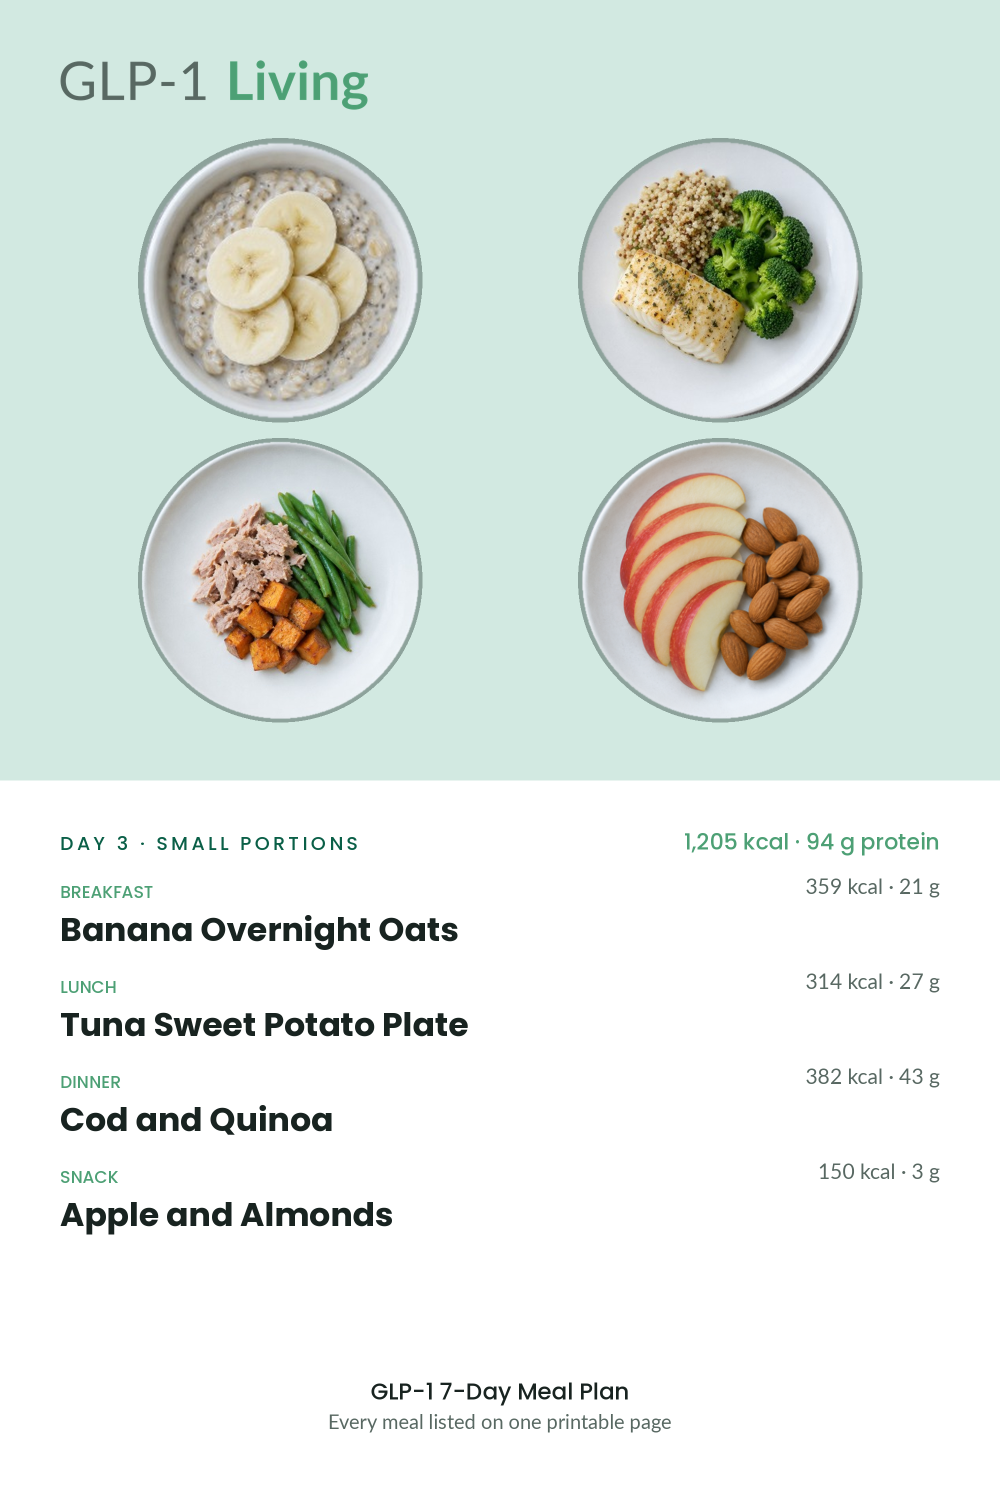 GLP-1 Living
DAY 3 · SMALL PORTIONS
1,205 kcal · 94 g protein
BREAKFAST
359 kcal · 21 g
Banana Overnight Oats
LUNCH
314 kcal · 27 g
Tuna Sweet Potato Plate
DINNER
382 kcal · 43 g
Cod and Quinoa
SNACK
150 kcal · 3 g
Apple and Almonds
GLP-1 7-Day Meal Plan
Every meal listed on one printable page